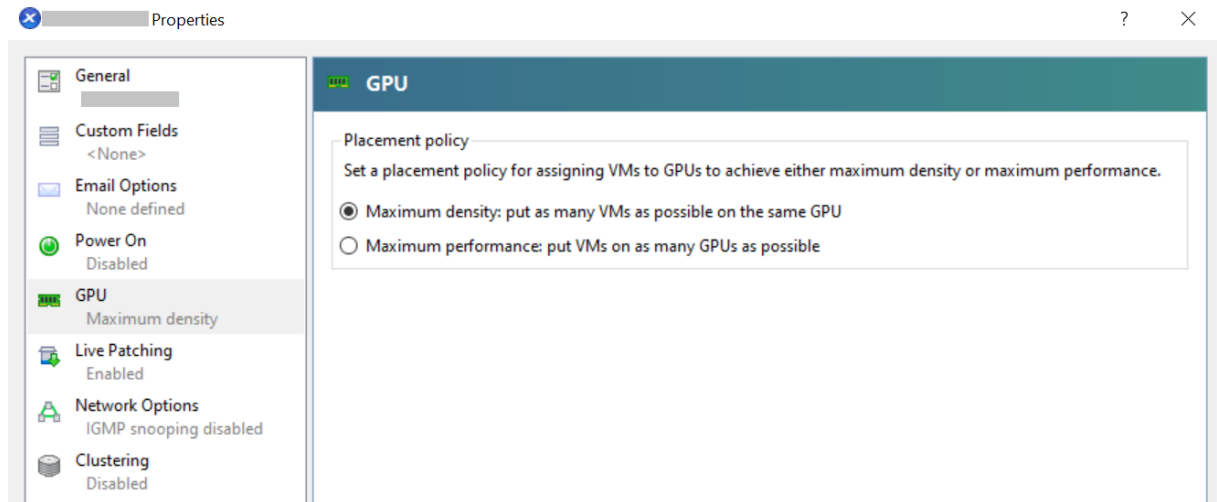 Properties
?
General
Custom Fields
<None>
Email Options
None defined
Power On
Disabled
GPU
Maximum density
Live Patching
Enabled
Network Options
IGMP snooping disabled
Clustering
Disabled
GPU
Placement policy
Set a placement policy for assigning VMs to GPUs to achieve either maximum density or maximum performance.
Maximum density: put as many VMs as possible on the same GPU
Maximum performance: put VMs on as many GPUs as possible